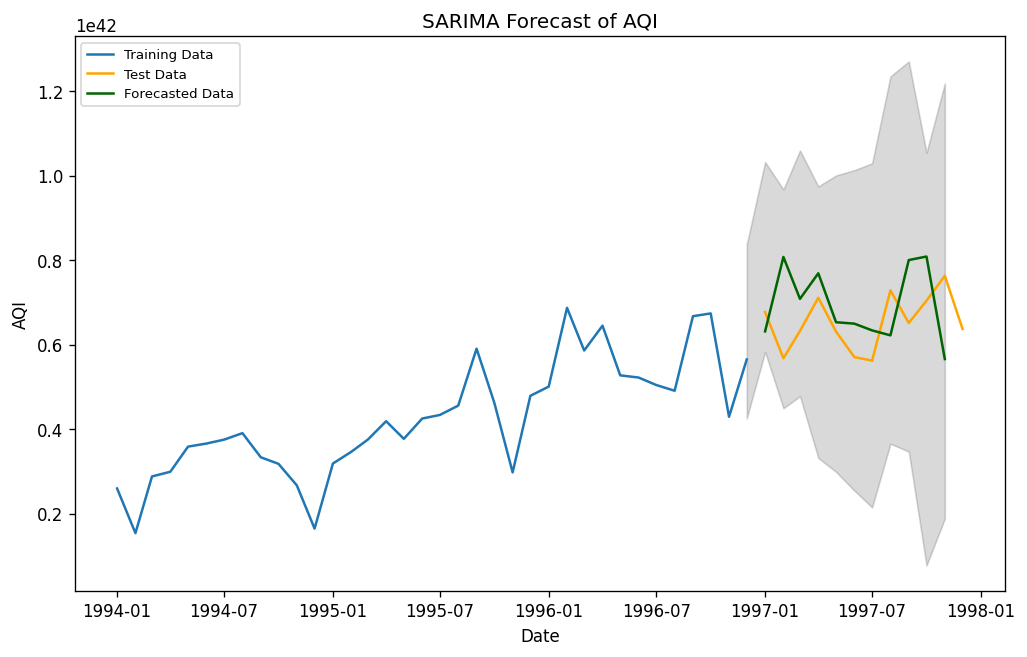 SARIMA Forecast of AQI
1e42
Training Data
Test Data
Forecasted Data
1.2
1.0
0.8
0.6
0.4
0.2
AQI
1994-01 1994-07 1995-01 1995-07 1996-01 1996-07 1997-01 1997-07 1998-01
Date